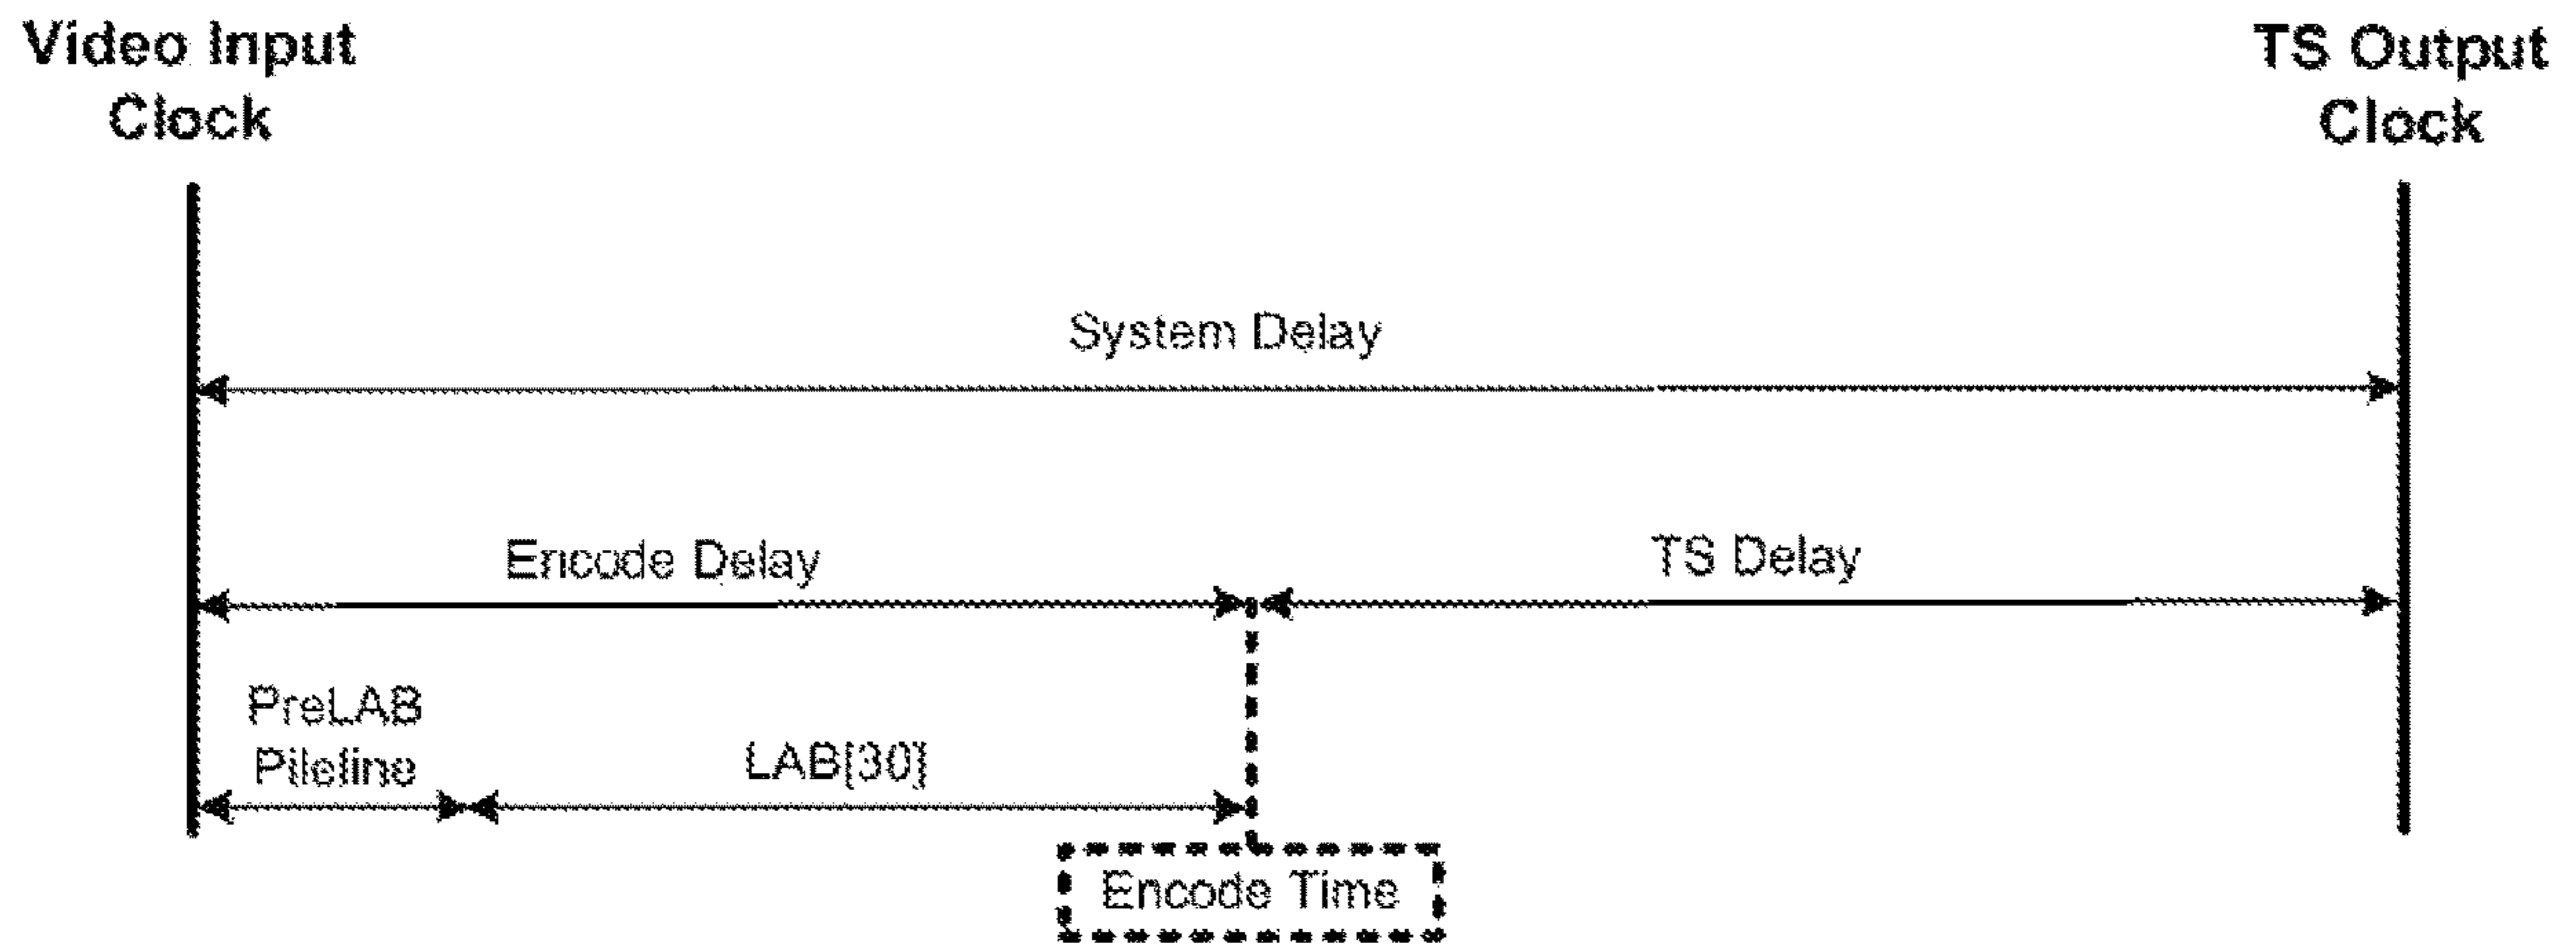 Video Input
Clock
TS Output
Clock
System Delay
Encode Delay
TS Delay
PreLAB
Pileline
LAB[30]
Encode Time